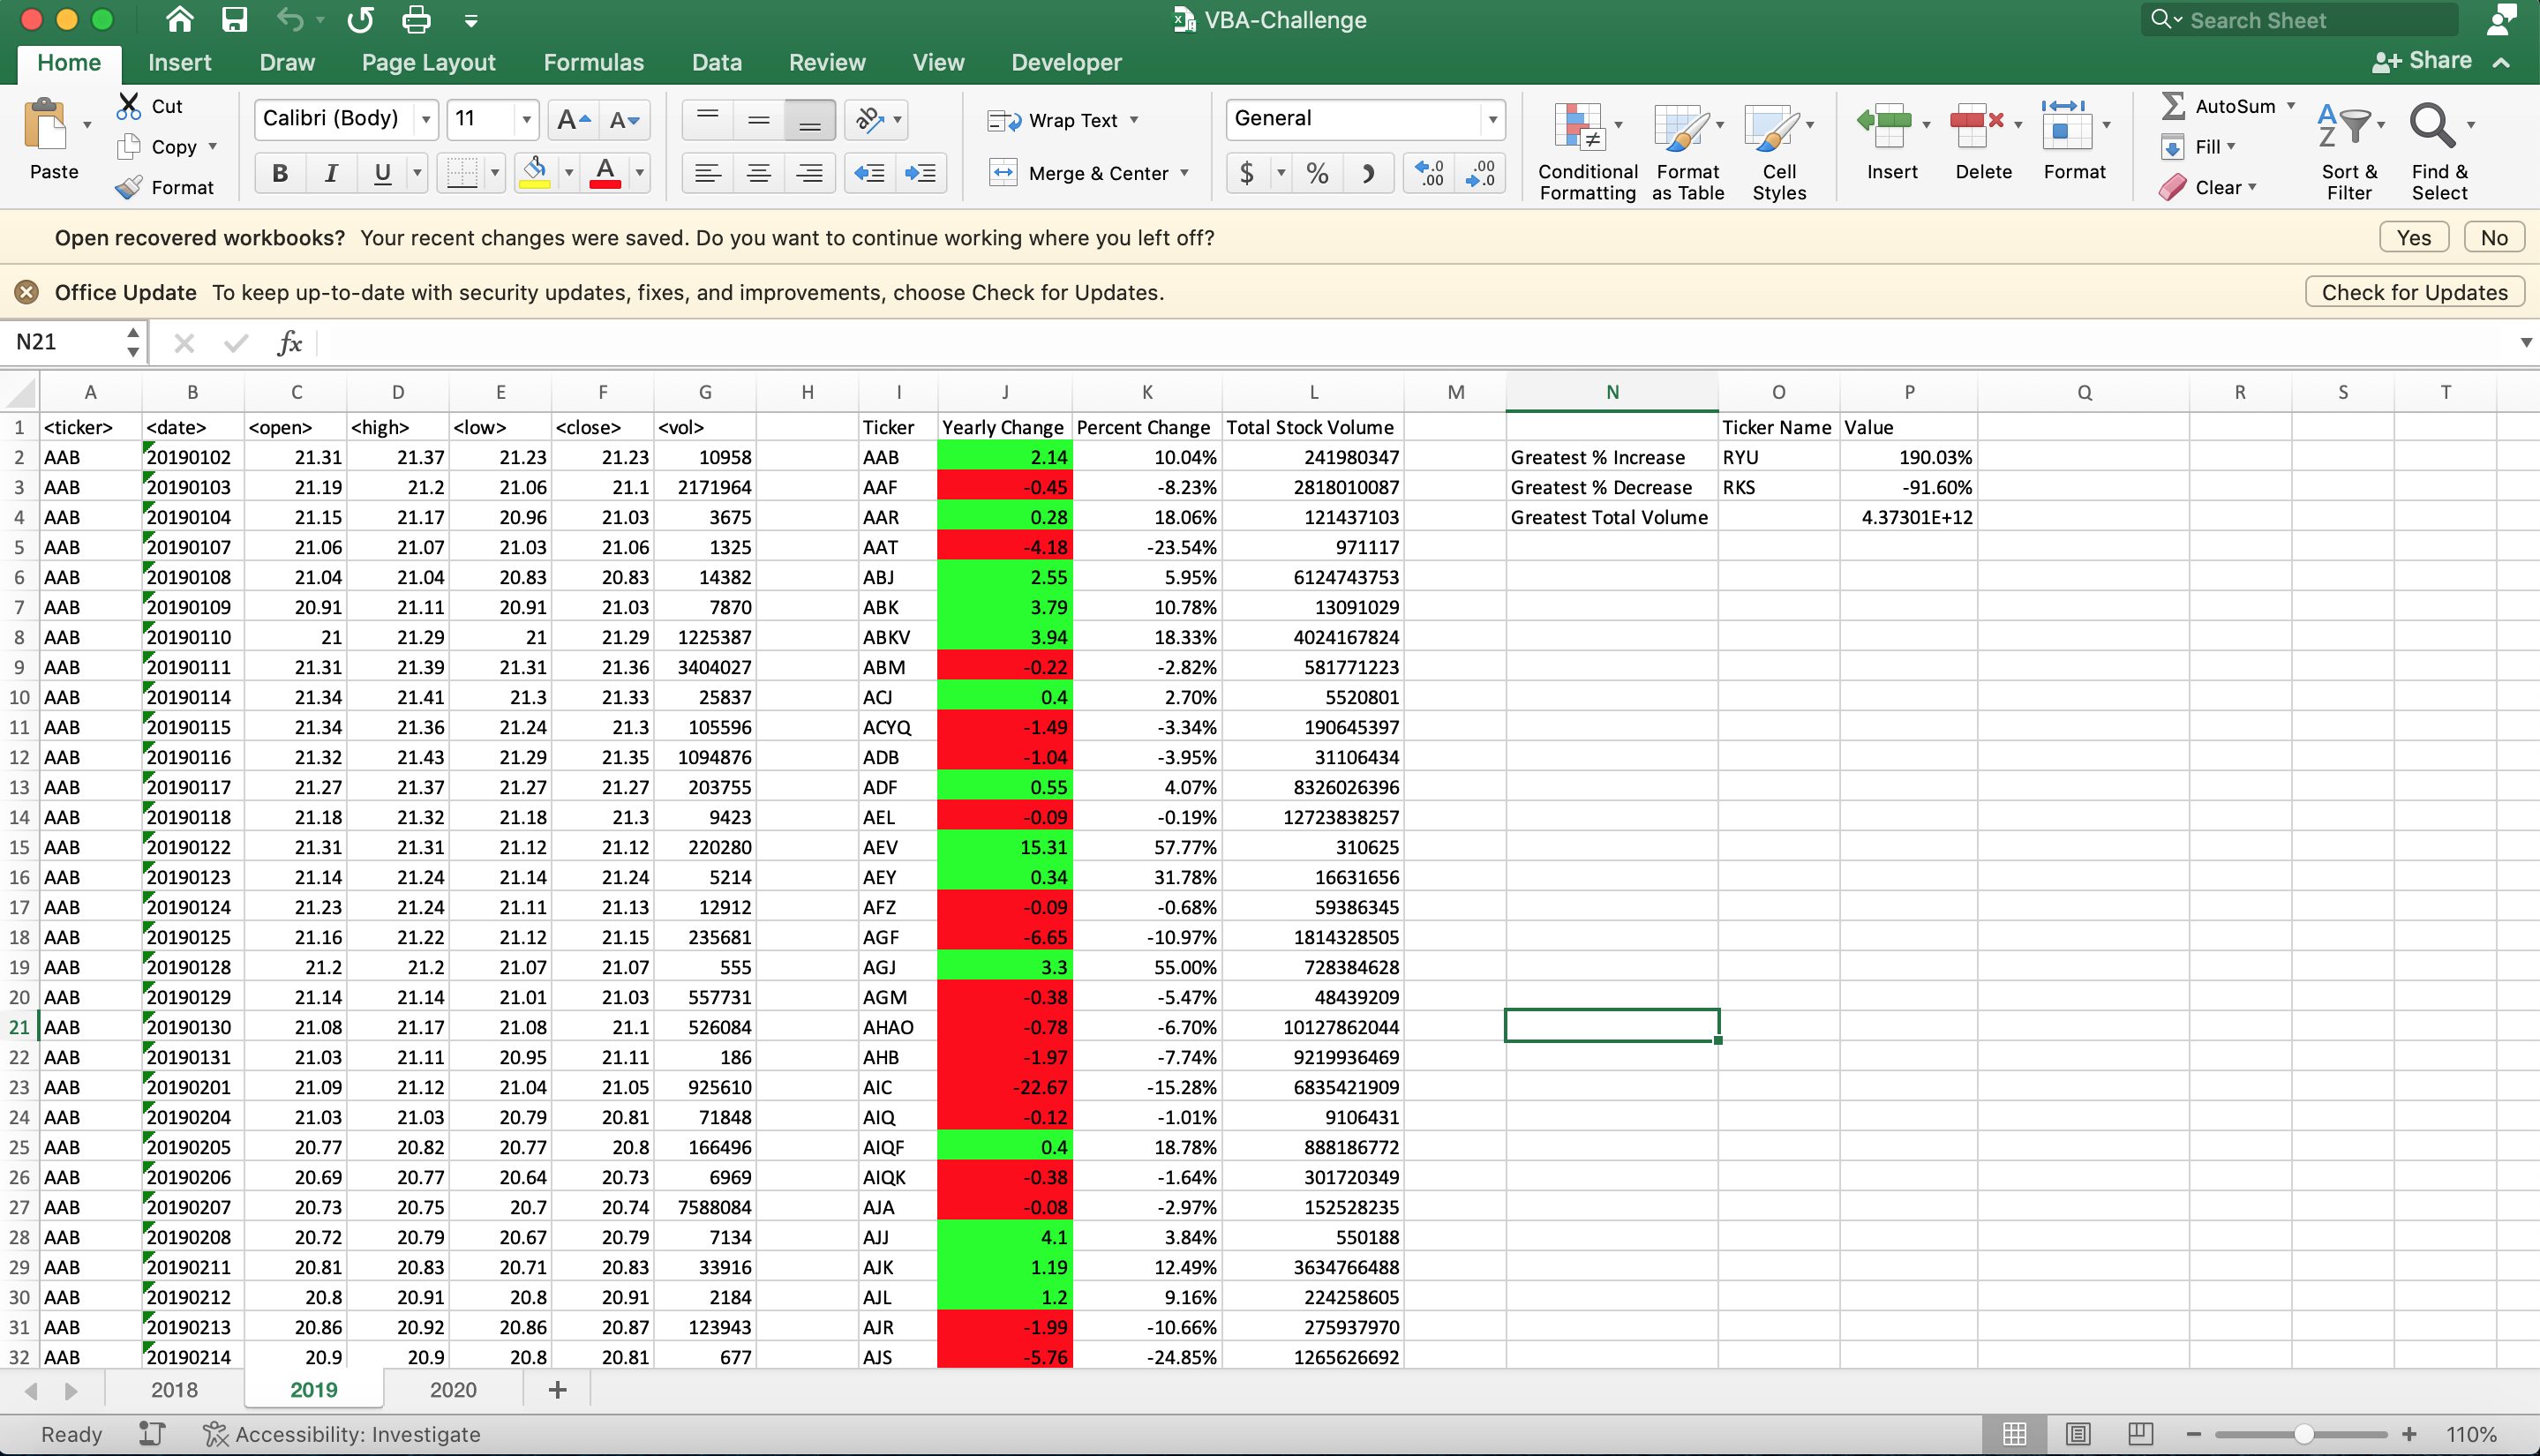 VBA-Challenge
Search Sheet
Home Insert Draw Page Layout Formulas Data Review View Developer Share
Paste Cut Copy Format
Calibri (Body) 11 A A
B I U A
ab Wrap Text
Merge & Center
General
$ % .0 .00 .00 .0
Conditional Formatting
Format as Table
Cell Styles
Insert Delete Format
AutoSum Fill Clear
A Z Sort & Filter
Find & Select
Open recovered workbooks? Your recent changes were saved. Do you want to continue working where you left off? Yes No
Office Update To keep up-to-date with security updates, fixes, and improvements, choose Check for Updates. Check for Updates
N21 fx
A B C D E F G H I J K L M N O P Q R S T
1 <ticker> <date> <open> <high> <low> <close> <vol> Ticker Yearly Change Percent Change Total Stock Volume Ticker Name Value
2 AAB 20190102 21.31 21.37 21.23 21.23 10958 AAB 2.14 10.04% 241980347 Greatest % Increase RYU 190.03%
3 AAB 20190103 21.19 21.2 21.06 21.1 2171964 AAF -0.45 -8.23% 2818010087 Greatest % Decrease RKS -91.60%
4 AAB 20190104 21.15 21.17 20.96 21.03 3675 AAR 0.28 18.06% 121437103 Greatest Total Volume 4.37301E+12
5 AAB 20190107 21.06 21.07 21.03 21.06 1325 AAT -4.18 -23.54% 971117
6 AAB 20190108 21.04 21.04 20.83 20.83 14382 ABJ 2.55 5.95% 6124743753
7 AAB 20190109 20.91 21.11 20.91 21.03 7870 ABK 3.79 10.78% 13091029
8 AAB 20190110 21 21.29 21 21.29 1225387 ABKV 3.94 18.33% 4024167824
9 AAB 20190111 21.31 21.39 21.31 21.36 3404027 ABM -0.22 -2.82% 581771223
10 AAB 20190114 21.34 21.41 21.3 21.33 25837 ACJ 0.4 2.70% 5520801
11 AAB 20190115 21.34 21.36 21.24 21.3 105596 ACYQ -1.49 -3.34% 190645397
12 AAB 20190116 21.32 21.43 21.29 21.35 1094876 ADB -1.04 -3.95% 31106434
13 AAB 20190117 21.27 21.37 21.27 21.27 203755 ADF 0.55 4.07% 8326026396
14 AAB 20190118 21.18 21.32 21.18 21.3 9423 AEL -0.09 -0.19% 12723838257
15 AAB 20190122 21.31 21.31 21.12 21.12 220280 AEV 15.31 57.77% 310625
16 AAB 20190123 21.14 21.24 21.14 21.24 5214 AEY 0.34 31.78% 16631656
17 AAB 20190124 21.23 21.24 21.11 21.13 12912 AFZ -0.09 -0.68% 59386345
18 AAB 20190125 21.16 21.22 21.12 21.15 235681 AGF -6.65 -10.97% 1814328505
19 AAB 20190128 21.2 21.2 21.07 21.07 555 AGJ 3.3 55.00% 728384628
20 AAB 20190129 21.14 21.14 21.01 21.03 557731 AGM -0.38 -5.47% 48439209
21 AAB 20190130 21.08 21.17 21.08 21.1 526084 AHAO -0.78 -6.70% 10127862044
22 AAB 20190131 21.03 21.11 20.95 21.11 186 AHB -1.97 -7.74% 9219936469
23 AAB 20190201 21.09 21.12 21.04 21.05 925610 AIC -22.67 -15.28% 6835421909
24 AAB 20190204 21.03 21.03 20.79 20.81 71848 AIQ -0.12 -1.01% 9106431
25 AAB 20190205 20.77 20.82 20.77 20.8 166496 AIQF 0.4 18.78% 888186772
26 AAB 20190206 20.69 20.77 20.64 20.73 6969 AIQK -0.38 -1.64% 301720349
27 AAB 20190207 20.73 20.75 20.7 20.74 7588084 AJA -0.08 -2.97% 152528235
28 AAB 20190208 20.72 20.79 20.67 20.79 7134 AJJ 4.1 3.84% 550188
29 AAB 20190211 20.81 20.83 20.71 20.83 33916 AJK 1.19 12.49% 3634766488
30 AAB 20190212 20.8 20.91 20.8 20.91 2184 AJL 1.2 9.16% 224258605
31 AAB 20190213 20.86 20.92 20.86 20.87 123943 AJR -1.99 -10.66% 275937970
32 AAB 20190214 20.9 20.9 20.8 20.81 677 AJS -5.76 -24.85% 1265626692
2018 2019 2020 +
Ready Accessibility: Investigate 110%